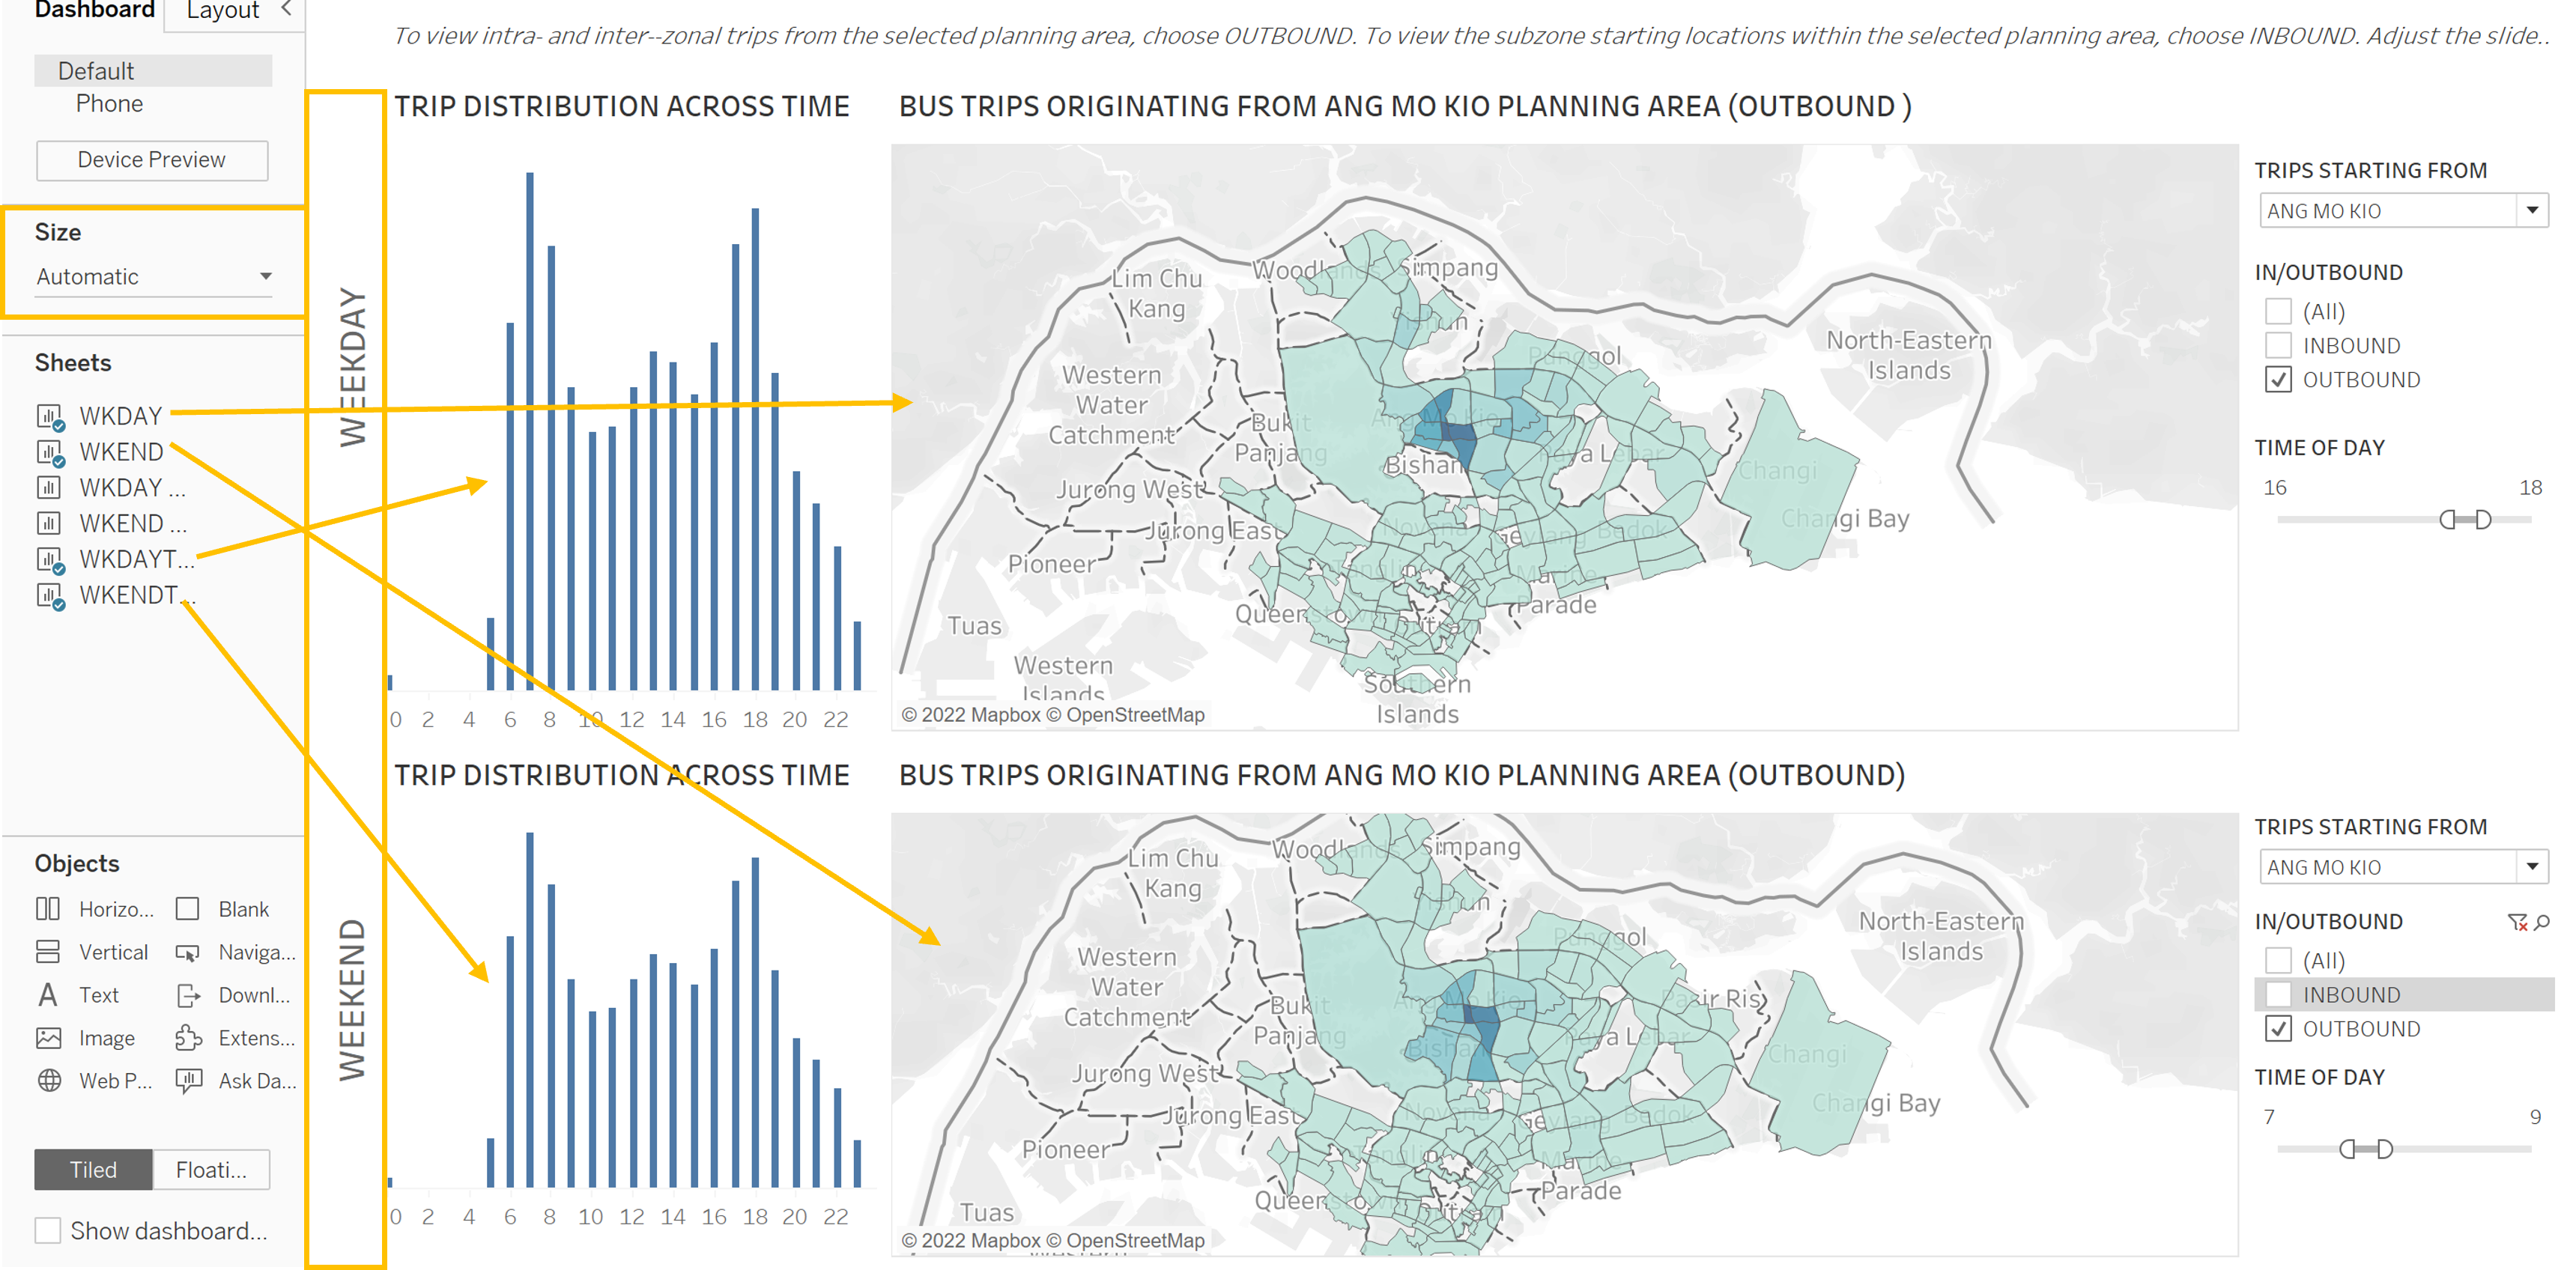 Dashboard
Layout
Default
Phone
Device Preview
Size
Automatic
Sheets
WKDAY
WKEND
WKDAY ...
WKEND ...
WKDAYT...
WKENDT...
Objects
Horizo...
Blank
Vertical
Naviga...
Text
Downl...
Image
Extens...
Web P...
Ask Da...
Tiled
Floati...
Show dashboard...
To view intra- and inter--zonal trips from the selected planning area, choose OUTBOUND. To view the subzone starting locations within the selected planning area, choose INBOUND. Adjust the slide..
WEEKDAY
TRIP DISTRIBUTION ACROSS TIME
0 2 4 6 8 10 12 14 16 18 20 22
BUS TRIPS ORIGINATING FROM ANG MO KIO PLANNING AREA (OUTBOUND )
Woodlands
Simpang
Lim Chu
Kang
Yishun
North-Eastern
Islands
Punggol
Western
Water
Catchment
Ang Mo Kio
Bukit
Panjang
Bishan
Paya Lebar
Changi
Jurong West
Changi Bay
Jurong East
Novena
Geylang
Bedok
Pioneer
Tanglin
Marine
Parade
Queenstown
Outram
Tuas
Western
Islands
Southern
Islands
© 2022 Mapbox © OpenStreetMap
TRIPS STARTING FROM
ANG MO KIO
IN/OUTBOUND
(All)
INBOUND
OUTBOUND
TIME OF DAY
16
18
WEEKEND
TRIP DISTRIBUTION ACROSS TIME
0 2 4 6 8 10 12 14 16 18 20 22
BUS TRIPS ORIGINATING FROM ANG MO KIO PLANNING AREA (OUTBOUND)
Woodlands
Simpang
Lim Chu
Kang
Yishun
North-Eastern
Islands
Punggol
Western
Water
Catchment
Ang Mo Kio
Pasir Ris
Bukit
Panjang
Bishan
Paya Lebar
Changi
Jurong West
Changi Bay
Jurong East
Novena
Geylang
Bedok
Pioneer
Tanglin
Marine
Parade
Queenstown
Outram
Tuas
© 2022 Mapbox © OpenStreetMap
TRIPS STARTING FROM
ANG MO KIO
IN/OUTBOUND
(All)
INBOUND
OUTBOUND
TIME OF DAY
7
9